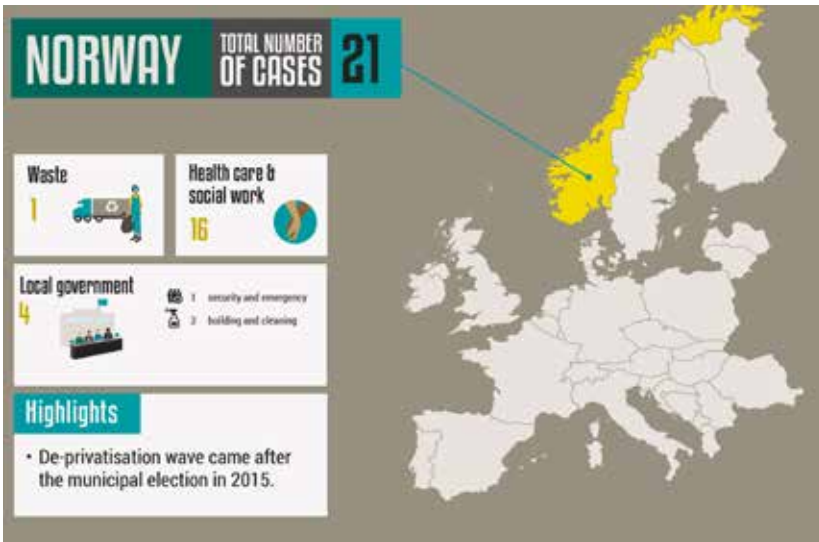 NORWAY
TOTAL NUMBER
OF CASES
21
Waste
1
Health care &
social work
16
Local government
4
1 security and emergency
2 building and cleaning
Highlights
• De-privatisation wave came after
the municipal election in 2015.